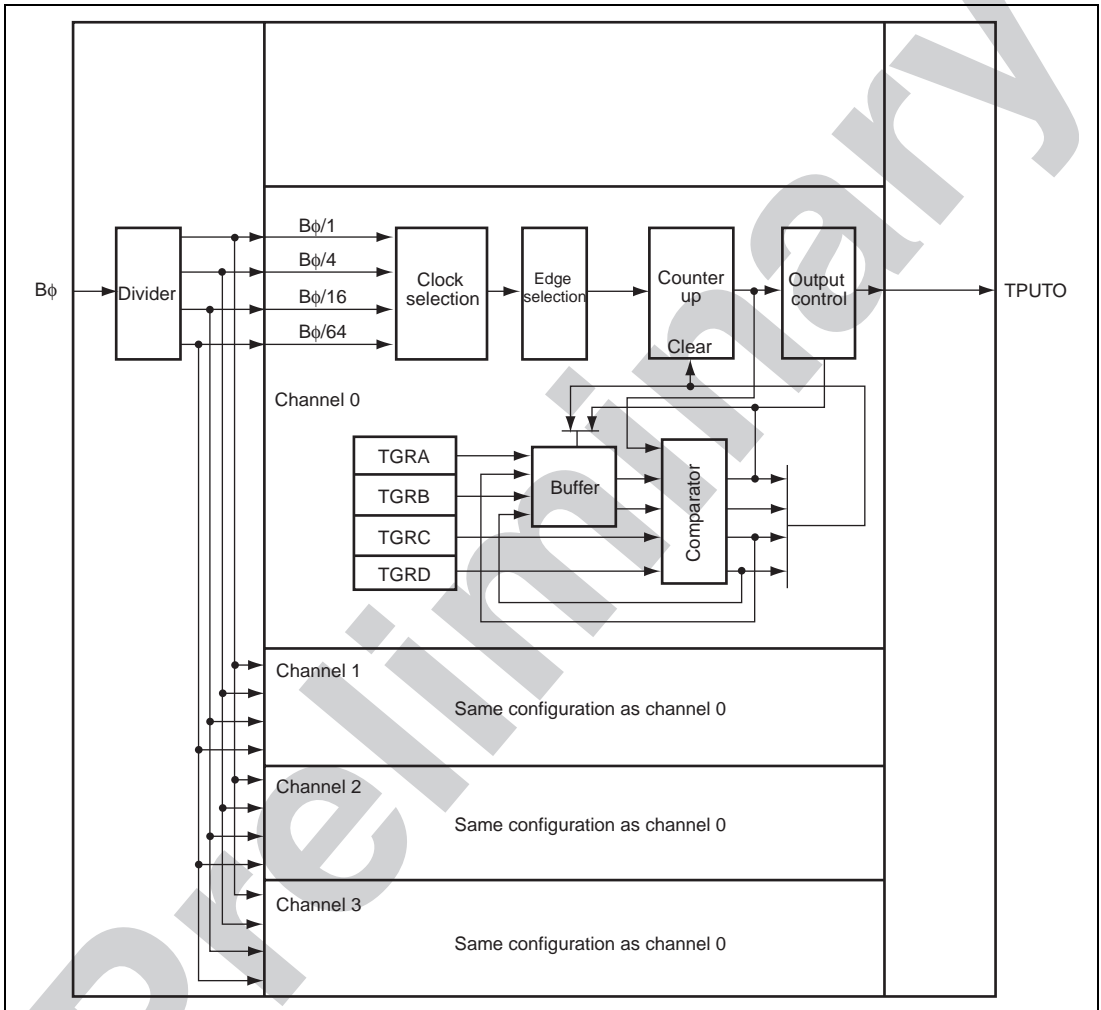 Preliminary
Bφ/1
Bφ/4
Bφ/16
Bφ/64
Bφ
Divider
Clock
selection
Edge
selection
Counter
up
Clear
Output
control
TPUTO
Channel 0
TGRA
TGRB
TGRC
TGRD
Buffer
Comparator
Channel 1
Same configuration as channel 0
Channel 2
Same configuration as channel 0
Channel 3
Same configuration as channel 0